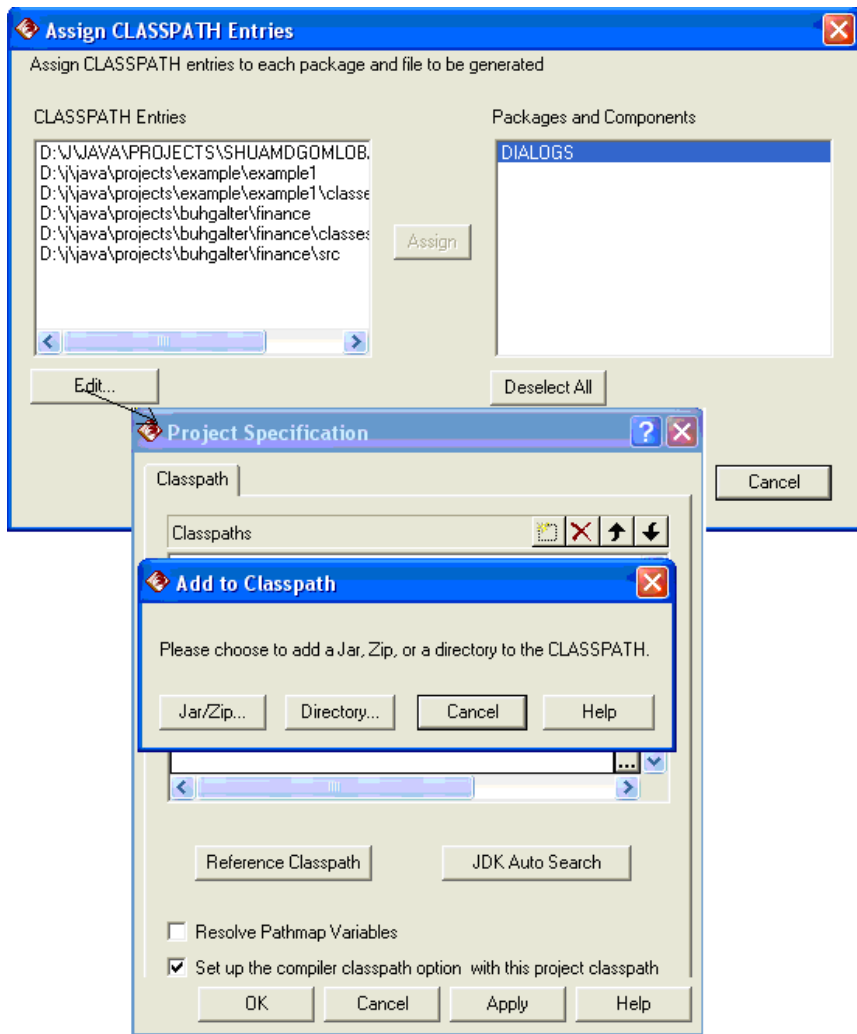 Assign CLASSPATH Entries
Assign CLASSPATH entries to each package and file to be generated
CLASSPATH Entries
D:\J\JAVA\PROJECTS\SHUAMDGOMLOB
D:\j\java\projects\example\example1
D:\j\java\projects\example\example1\classe
D:\j\java\projects\buhgalter\finance
D:\j\java\projects\buhgalter\finance\classes
D:\j\java\projects\buhgalter\finance\src
Assign
Packages and Components
DIALOGS
Edit...
Deselect All
Cancel
Project Specification
Classpath
Classpaths
Add to Classpath
Please choose to add a Jar, Zip, or a directory to the CLASSPATH.
Jar/Zip...
Directory...
Cancel
Help
...
Reference Classpath
JDK Auto Search
Resolve Pathmap Variables
Set up the compiler classpath option with this project classpath
OK
Cancel
Apply
Help